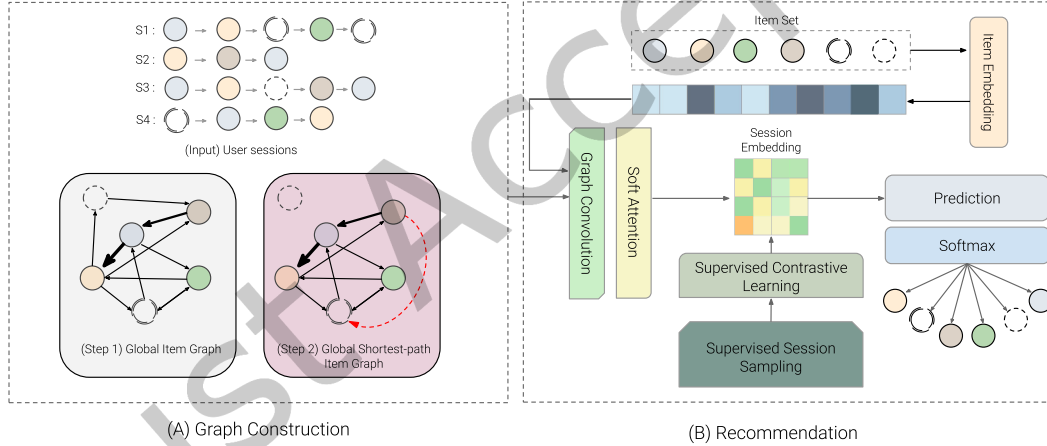 S1 :
S2 :
S3 :
S4 :
(Input) User sessions
(Step 1) Global Item Graph
(Step 2) Global Shortest-path
Item Graph
(A) Graph Construction
Item Set
Item Embedding
Graph Convolution
Soft Attention
Session
Embedding
Prediction
Softmax
Supervised Contrastive
Learning
Supervised Session
Sampling
(B) Recommendation
ust Acce